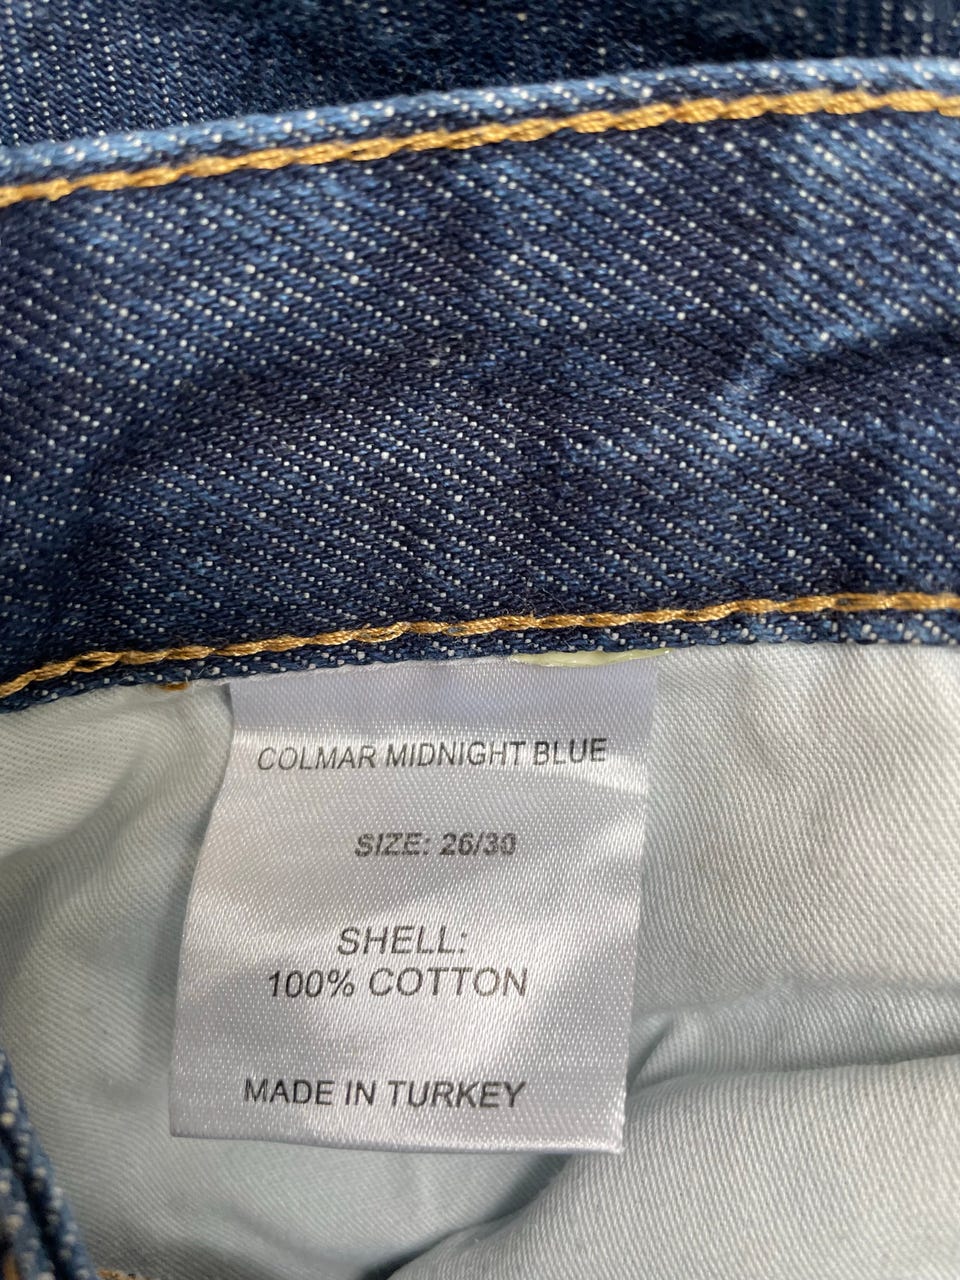 COLMAR MIDNIGHT BLUE
SIZE: 26/30
SHELL:
100% COTTON
MADE IN TURKEY